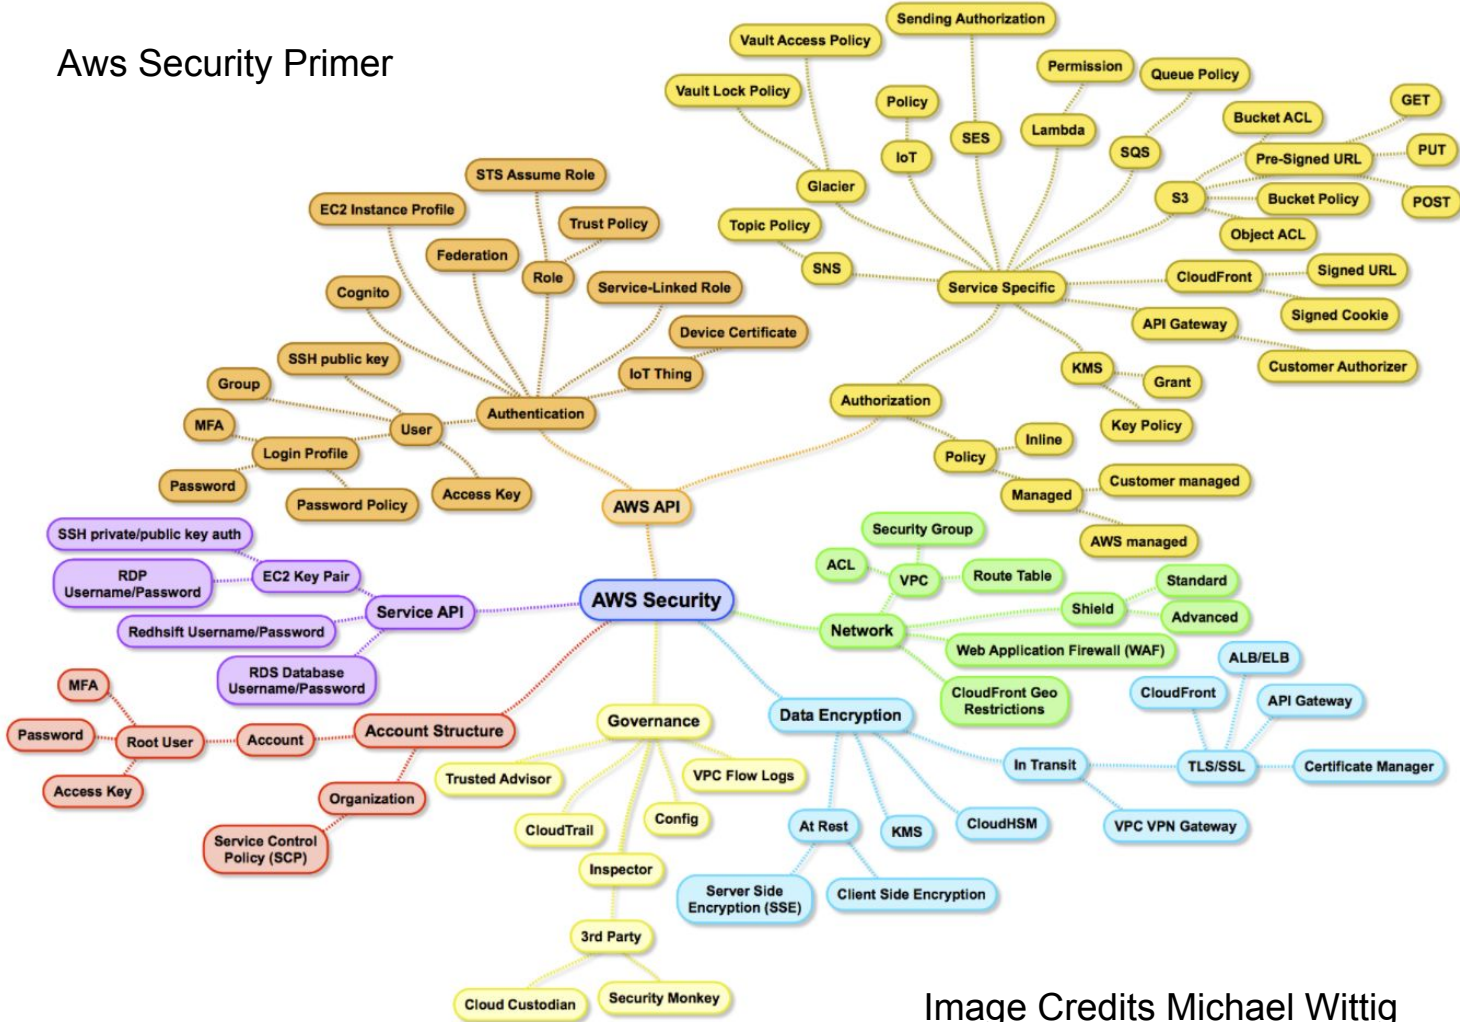 Aws Security Primer
Sending Authorization
Vault Access Policy
Permission
Queue Policy
Vault Lock Policy
Policy
GET
Bucket ACL
SES
Lambda
IoT
SQS
Pre-Signed URL
PUT
Glacier
S3
Bucket Policy
POST
Topic Policy
Object ACL
SNS
Service Specific
CloudFront
Signed URL
Signed Cookie
API Gateway
Customer Authorizer
KMS
Grant
Key Policy
STS Assume Role
EC2 Instance Profile
Trust Policy
Federation
Role
Service-Linked Role
Cognito
Device Certificate
SSH public key
IoT Thing
Group
Authentication
MFA
User
Login Profile
Password
Password Policy
Access Key
Authorization
Inline
Policy
Managed
Customer managed
AWS managed
AWS API
SSH private/public key auth
RDP
Username/Password
EC2 Key Pair
Service API
Redhsift Username/Password
RDS Database
Username/Password
AWS Security
Security Group
ACL
VPC
Route Table
Standard
Shield
Advanced
Network
Web Application Firewall (WAF)
CloudFront Geo
Restrictions
MFA
Password
Root User
Account
Account Structure
Access Key
Organization
Service Control
Policy (SCP)
Governance
Trusted Advisor
VPC Flow Logs
CloudTrail
Config
Inspector
3rd Party
Cloud Custodian
Security Monkey
Data Encryption
ALB/ELB
CloudFront
API Gateway
In Transit
TLS/SSL
Certificate Manager
VPC VPN Gateway
At Rest
KMS
CloudHSM
Server Side
Encryption (SSE)
Client Side Encryption
Image Credits Michael Wittig